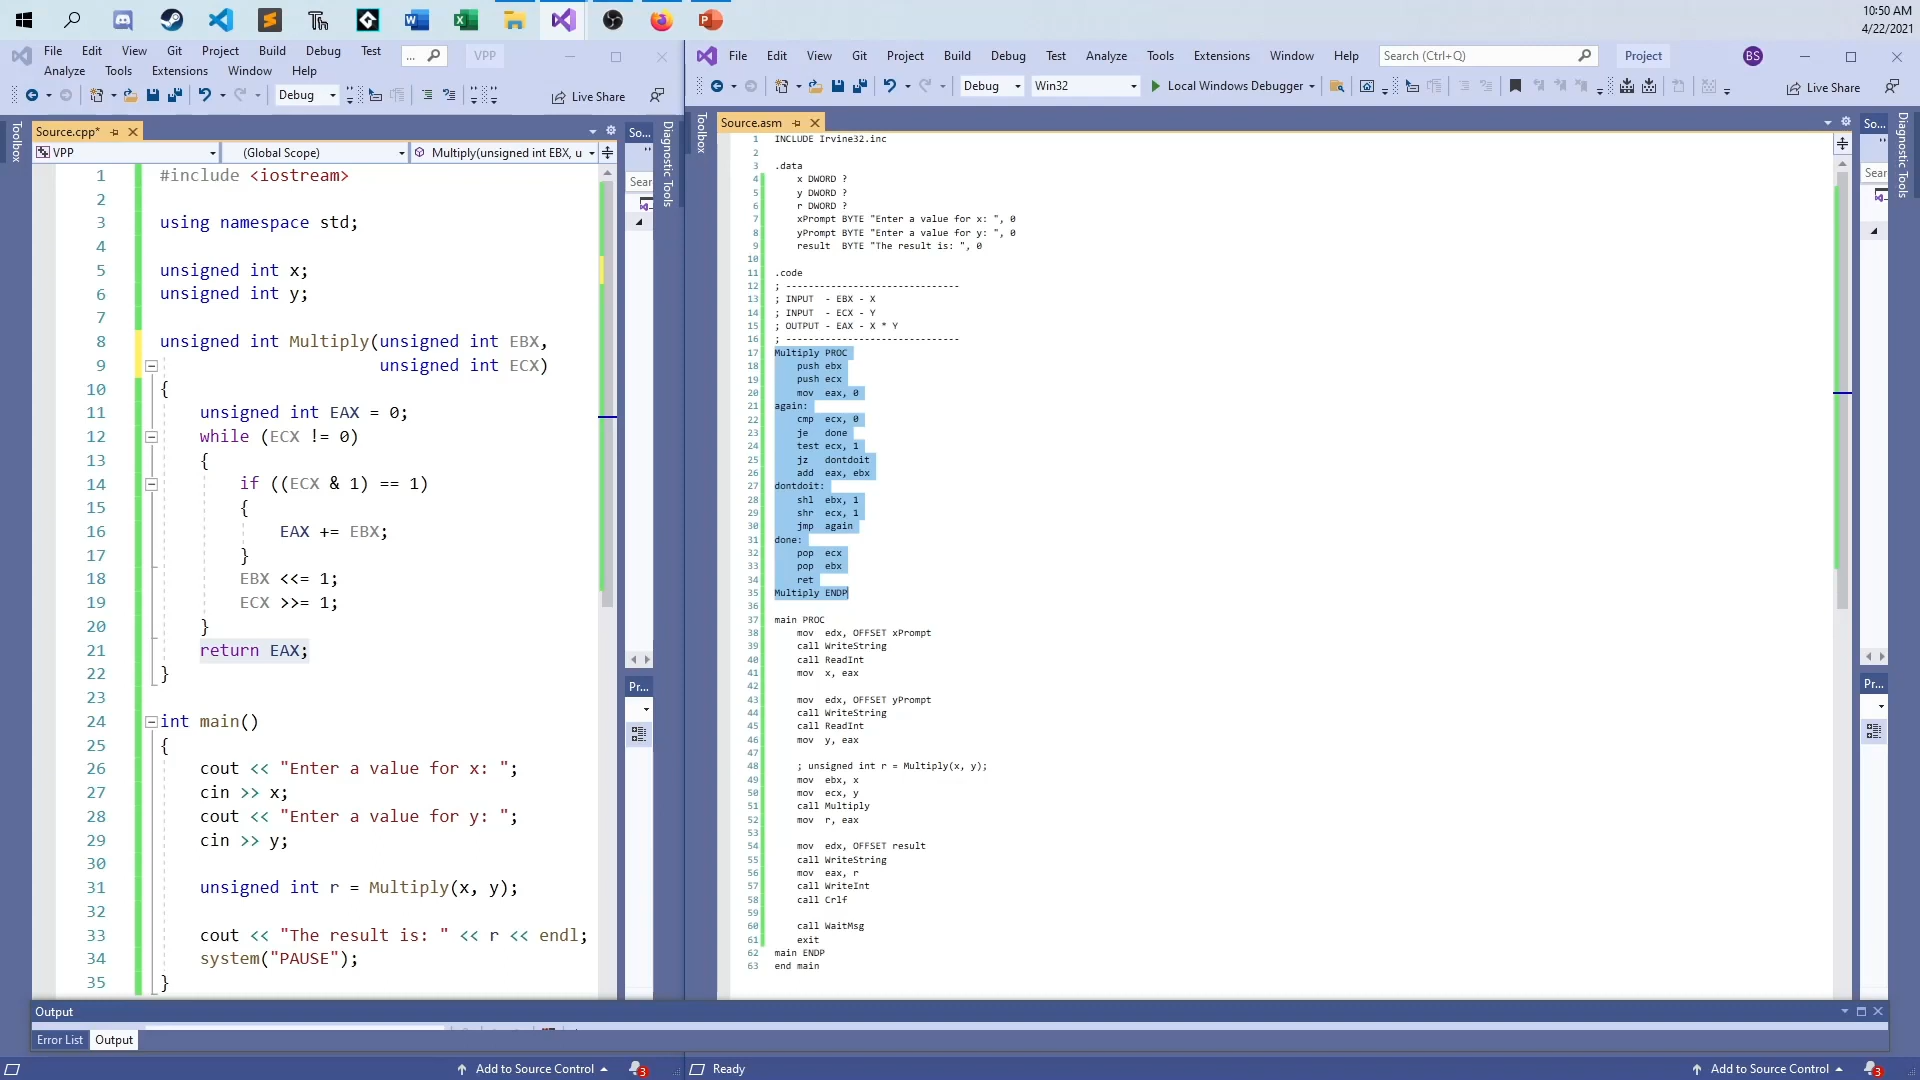 10:50 AM
4/22/2021
File Edit View Git Project Build Debug Test ... VPP
Analyze Tools Extensions Window Help
Debug Live Share
Toolbox
Source.cpp*
VPP (Global Scope) Multiply(unsigned int EBX, u
1 #include <iostream>
2
3 using namespace std;
4
5 unsigned int x;
6 unsigned int y;
7
8 unsigned int Multiply(unsigned int EBX,
9 unsigned int ECX)
10 {
11 unsigned int EAX = 0;
12 while (ECX != 0)
13 {
14 if ((ECX & 1) == 1)
15 {
16 EAX += EBX;
17 }
18 EBX <<= 1;
19 ECX >>= 1;
20 }
21 return EAX;
22 }
23
24 int main()
25 {
26 cout << "Enter a value for x: ";
27 cin >> x;
28 cout << "Enter a value for y: ";
29 cin >> y;
30
31 unsigned int r = Multiply(x, y);
32
33 cout << "The result is: " << r << endl;
34 system("PAUSE");
35 }
So...
Sear
Pr...
Diagnostic Tools
File Edit View Git Project Build Debug Test Analyze Tools Extensions Window Help Search (Ctrl+Q) Project BS
Debug Win32 Local Windows Debugger Live Share
Toolbox
Source.asm
1 INCLUDE Irvine32.inc
2
3 .data
4 x DWORD ?
5 y DWORD ?
6 r DWORD ?
7 xPrompt BYTE "Enter a value for x: ", 0
8 yPrompt BYTE "Enter a value for y: ", 0
9 result BYTE "The result is: ", 0
10
11 .code
12 ; -------------------------------
13 ; INPUT - EBX - X
14 ; INPUT - ECX - Y
15 ; OUTPUT - EAX - X * Y
16 ; -------------------------------
17 Multiply PROC
18 push ebx
19 push ecx
20 mov eax, 0
21 again:
22 cmp ecx, 0
23 je done
24 test ecx, 1
25 jz dontdoit
26 add eax, ebx
27 dontdoit:
28 shl ebx, 1
29 shr ecx, 1
30 jmp again
31 done:
32 pop ecx
33 pop ebx
34 ret
35 Multiply ENDP
36
37 main PROC
38 mov edx, OFFSET xPrompt
39 call WriteString
40 call ReadInt
41 mov x, eax
42
43 mov edx, OFFSET yPrompt
44 call WriteString
45 call ReadInt
46 mov y, eax
47
48 ; unsigned int r = Multiply(x, y);
49 mov ebx, x
50 mov ecx, y
51 call Multiply
52 mov r, eax
53
54 mov edx, OFFSET result
55 call WriteString
56 mov eax, r
57 call WriteInt
58 call Crlf
59
60 call WaitMsg
61 exit
62 main ENDP
63 end main
So...
Sear
Pr...
Diagnostic Tools
Output
Error List Output
Add to Source Control 3
Ready Add to Source Control 3